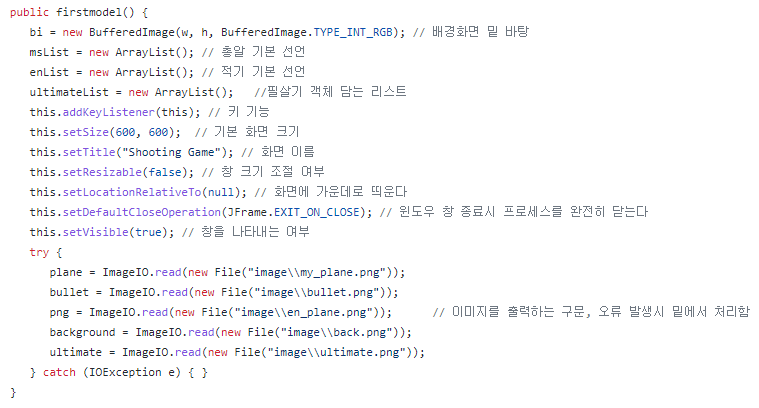 public firstmodel() {
bi = new BufferedImage(w, h, BufferedImage.TYPE_INT_RGB); // 배경화면 밑 바탕
msList = new ArrayList(); // 총알 기본 선언
enList = new ArrayList(); // 적기 기본 선언
ultimateList = new ArrayList(); //필살기 객체 담는 리스트
this.addKeyListener(this); // 키 기능
this.setSize(600, 600); // 기본 화면 크기
this.setTitle("Shooting Game"); // 화면 이름
this.setResizable(false); // 창 크기 조절 여부
this.setLocationRelativeTo(null); // 화면에 가운데로 띄운다
this.setDefaultCloseOperation(JFrame.EXIT_ON_CLOSE); // 윈도우 창 종료시 프로세스를 완전히 닫는다
this.setVisible(true); // 창을 나타내는 여부
try {
plane = ImageIO.read(new File("image\\my_plane.png"));
bullet = ImageIO.read(new File("image\\bullet.png"));
png = ImageIO.read(new File("image\\en_plane.png")); // 이미지를 출력하는 구문, 오류 발생시 밑에서 처리함
background = ImageIO.read(new File("image\\back.png"));
ultimate = ImageIO.read(new File("image\\ultimate.png"));
} catch (IOException e) { }
}